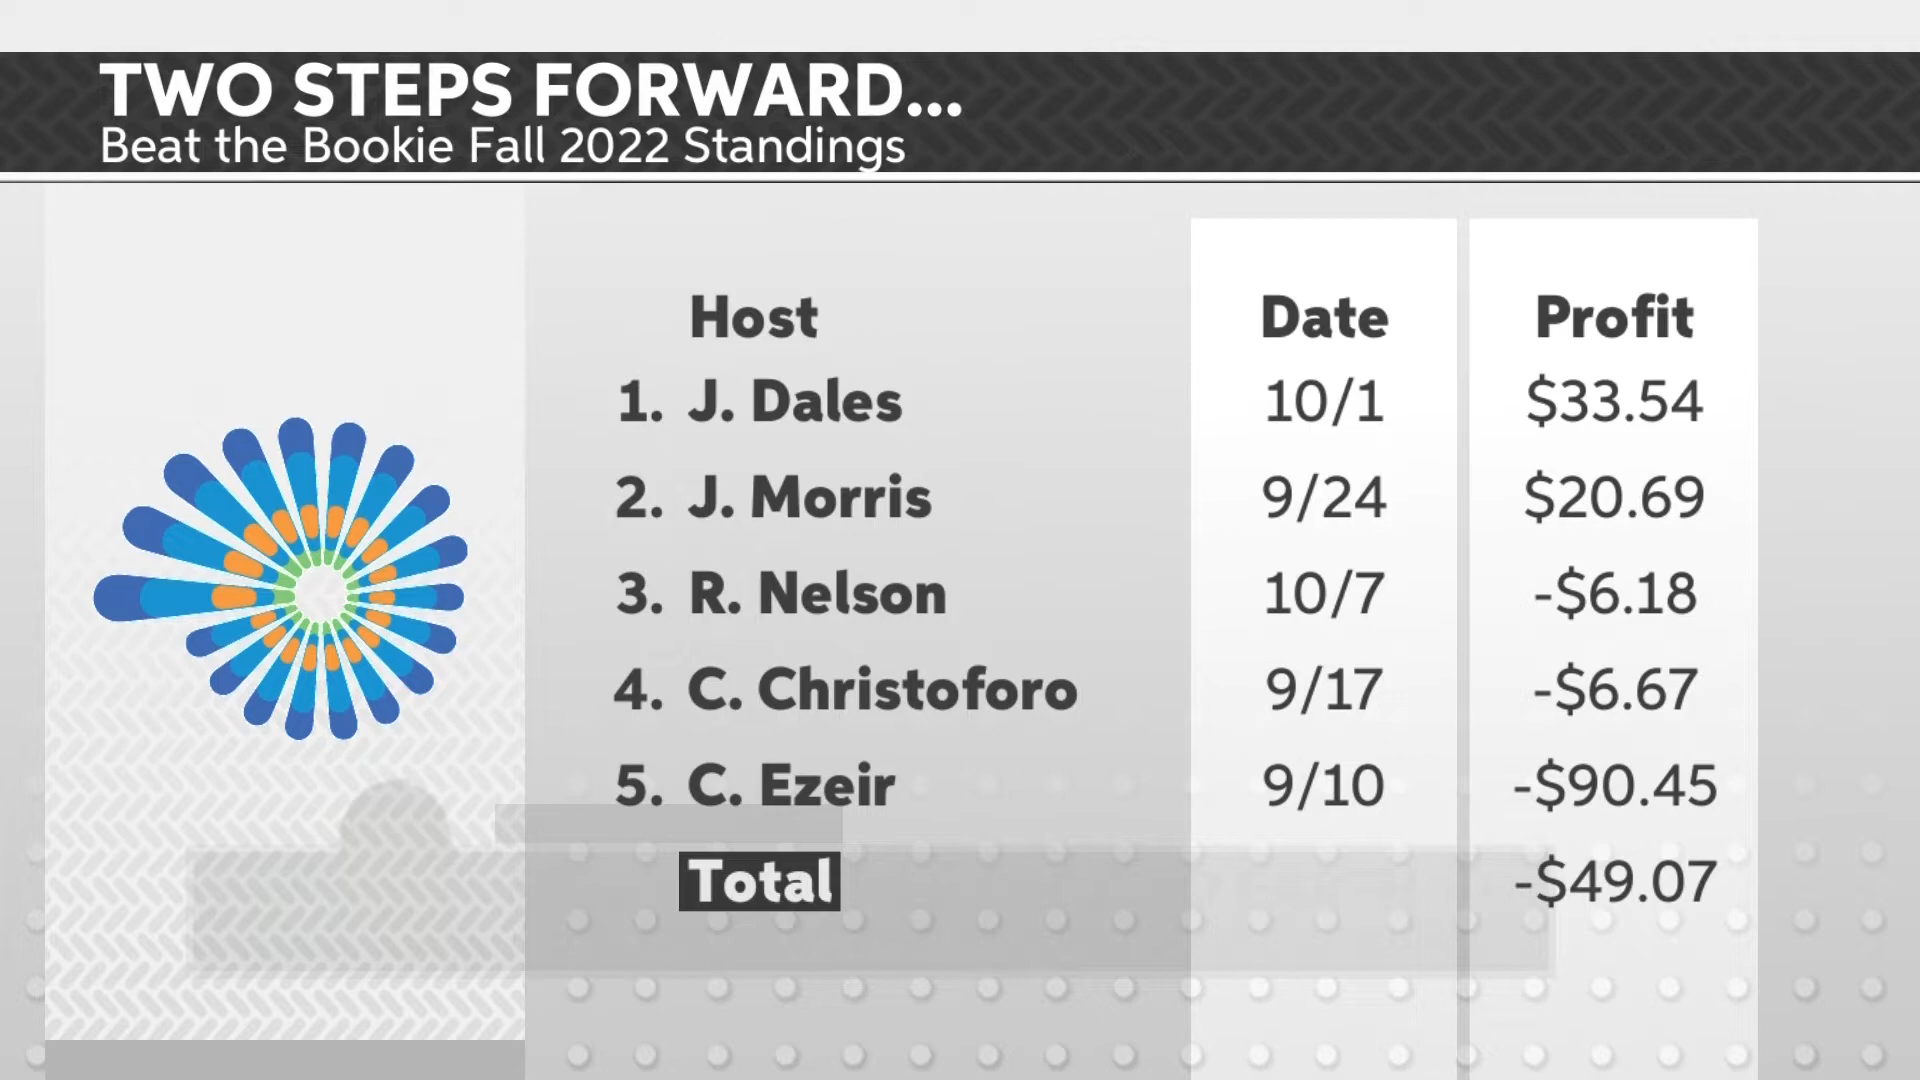 TWO STEPS FORWARD...
Beat the Bookie Fall 2022 Standings
Host Date Profit
1. J. Dales 10/1 $33.54
2. J. Morris 9/24 $20.69
3. R. Nelson 10/7 -$6.18
4. C. Christoforo 9/17 -$6.67
5. C. Ezeir 9/10 -$90.45
Total -$49.07